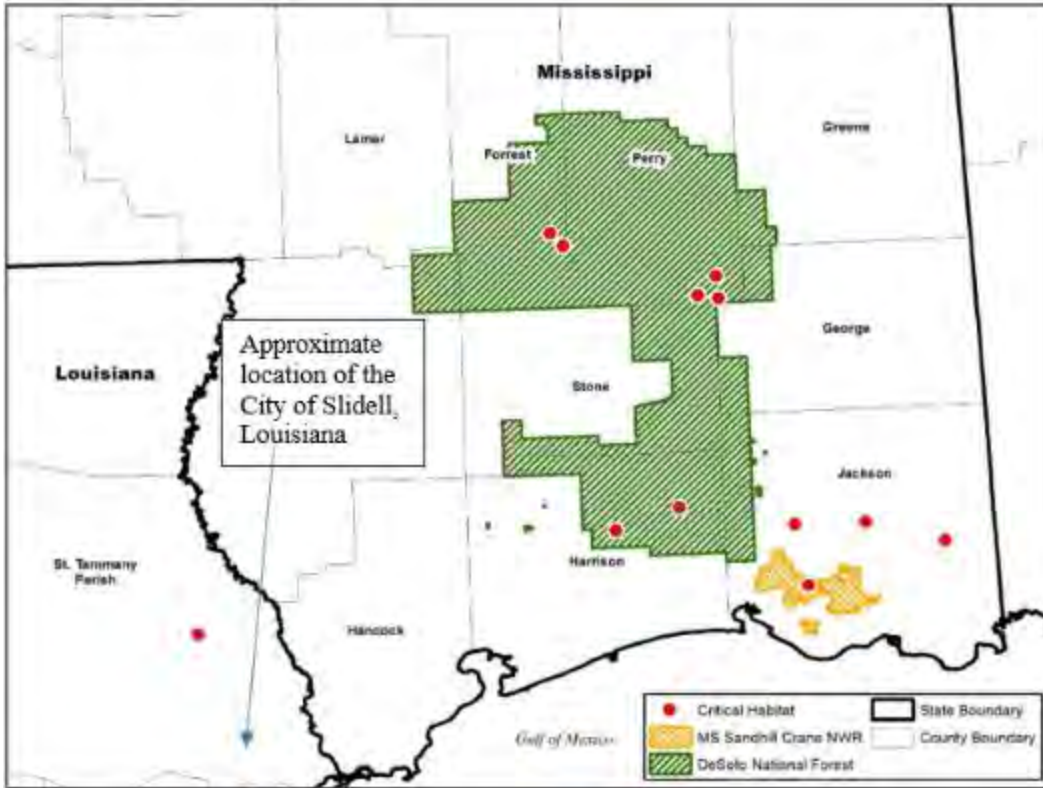 Mississippi
Greene
Lamar
Forrest
Perry
George
Louisiana
Approximate
location of the
City of Slidell,
Louisiana
Stone
Jackson
St. Tammany
Parish
Harrison
Hancock
Gulf of Mexico
Critical Habitat
MS Sandhill Crane NWR
DeSoto National Forest
State Boundary
County Boundary